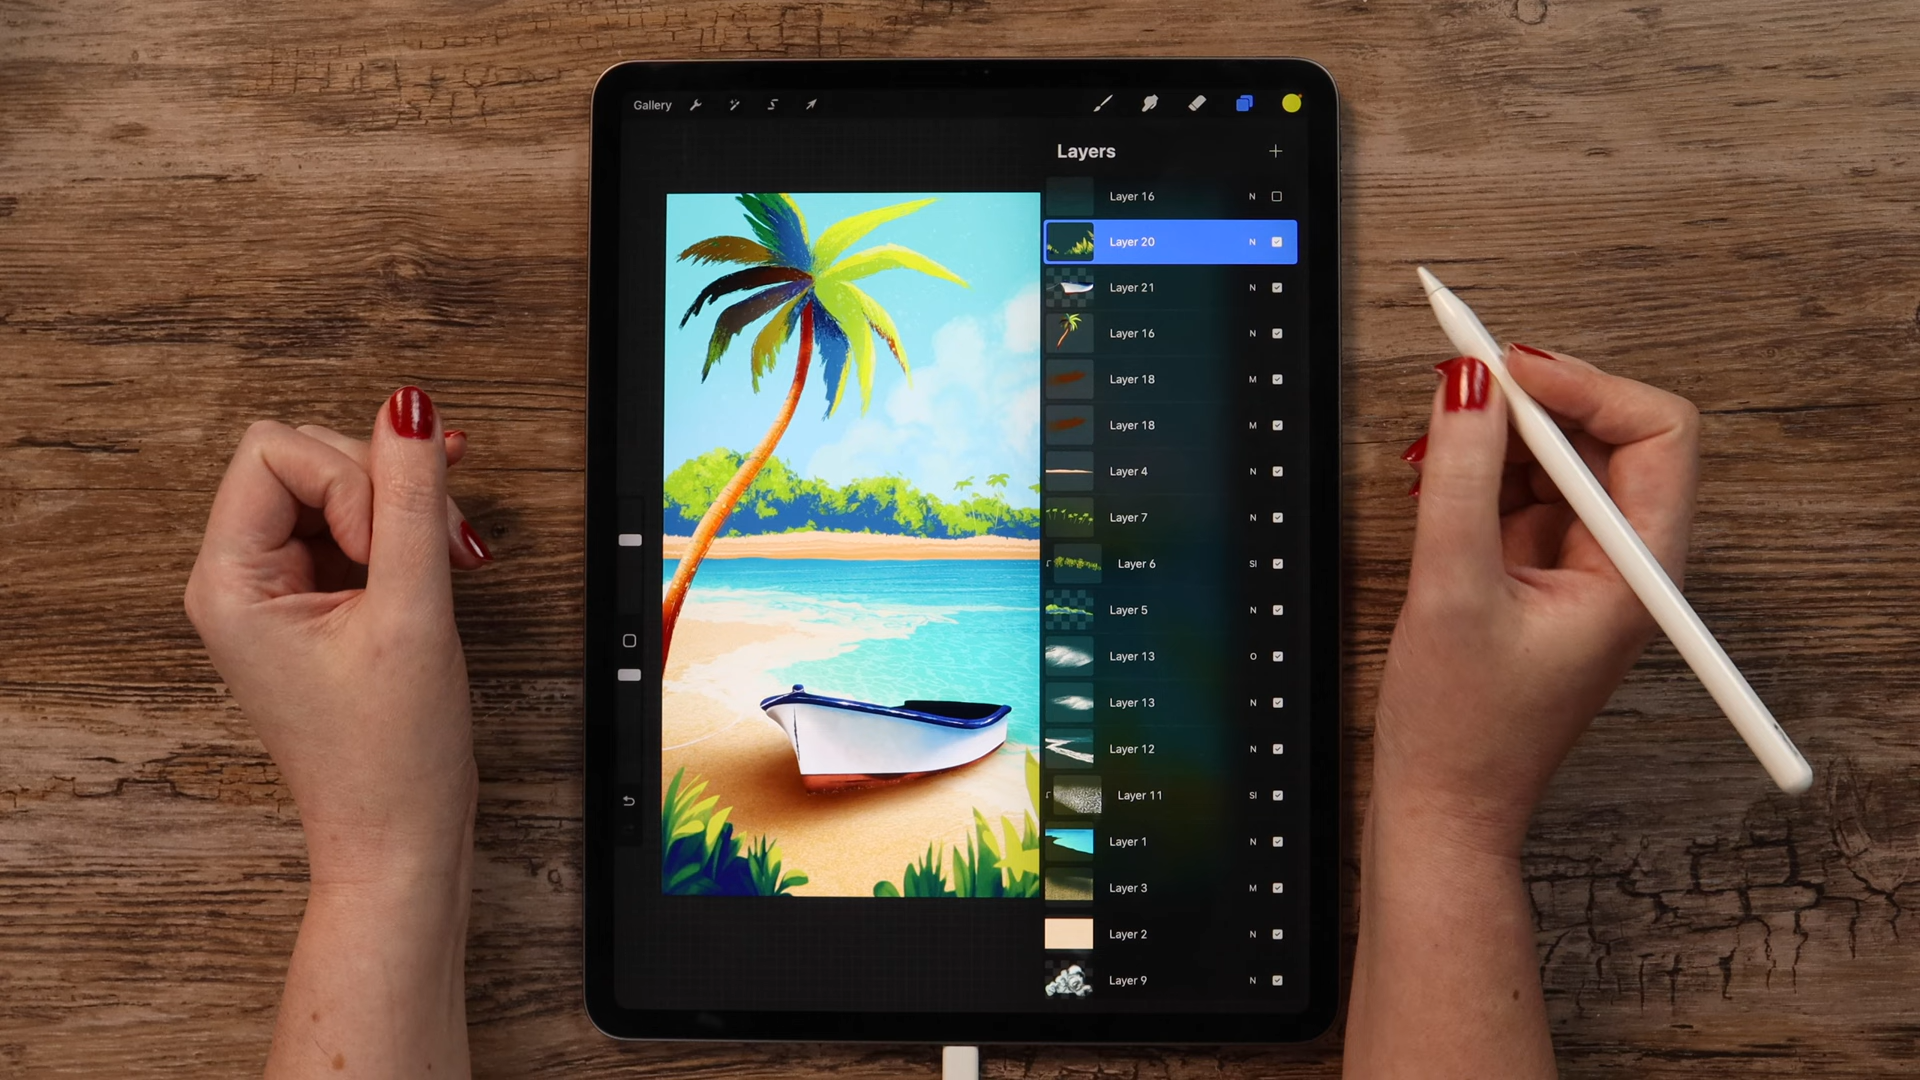 Gallery
Layers
Layer 16 N
Layer 20 N
Layer 21 N
Layer 16 N
Layer 18 M
Layer 18 M
Layer 4 N
Layer 7 N
Layer 6 SI
Layer 5 N
Layer 13 O
Layer 13 N
Layer 12 N
Layer 11 SI
Layer 1 N
Layer 3 M
Layer 2 N
Layer 9 N